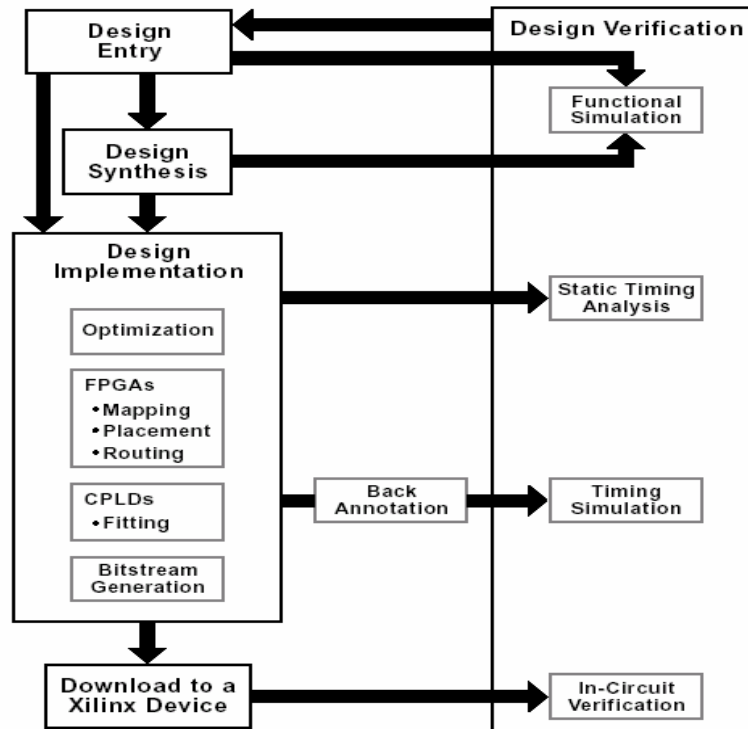 Design
Entry
Design Verification
Functional
Simulation
Design
Synthesis
Design
Implementation
Static Timing
Analysis
Optimization
FPGAs
•Mapping
•Placement
•Routing
CPLDs
•Fitting
Back
Annotation
Timing
Simulation
Bitstream
Generation
Download to a
Xilinx Device
In-Circuit
Verification